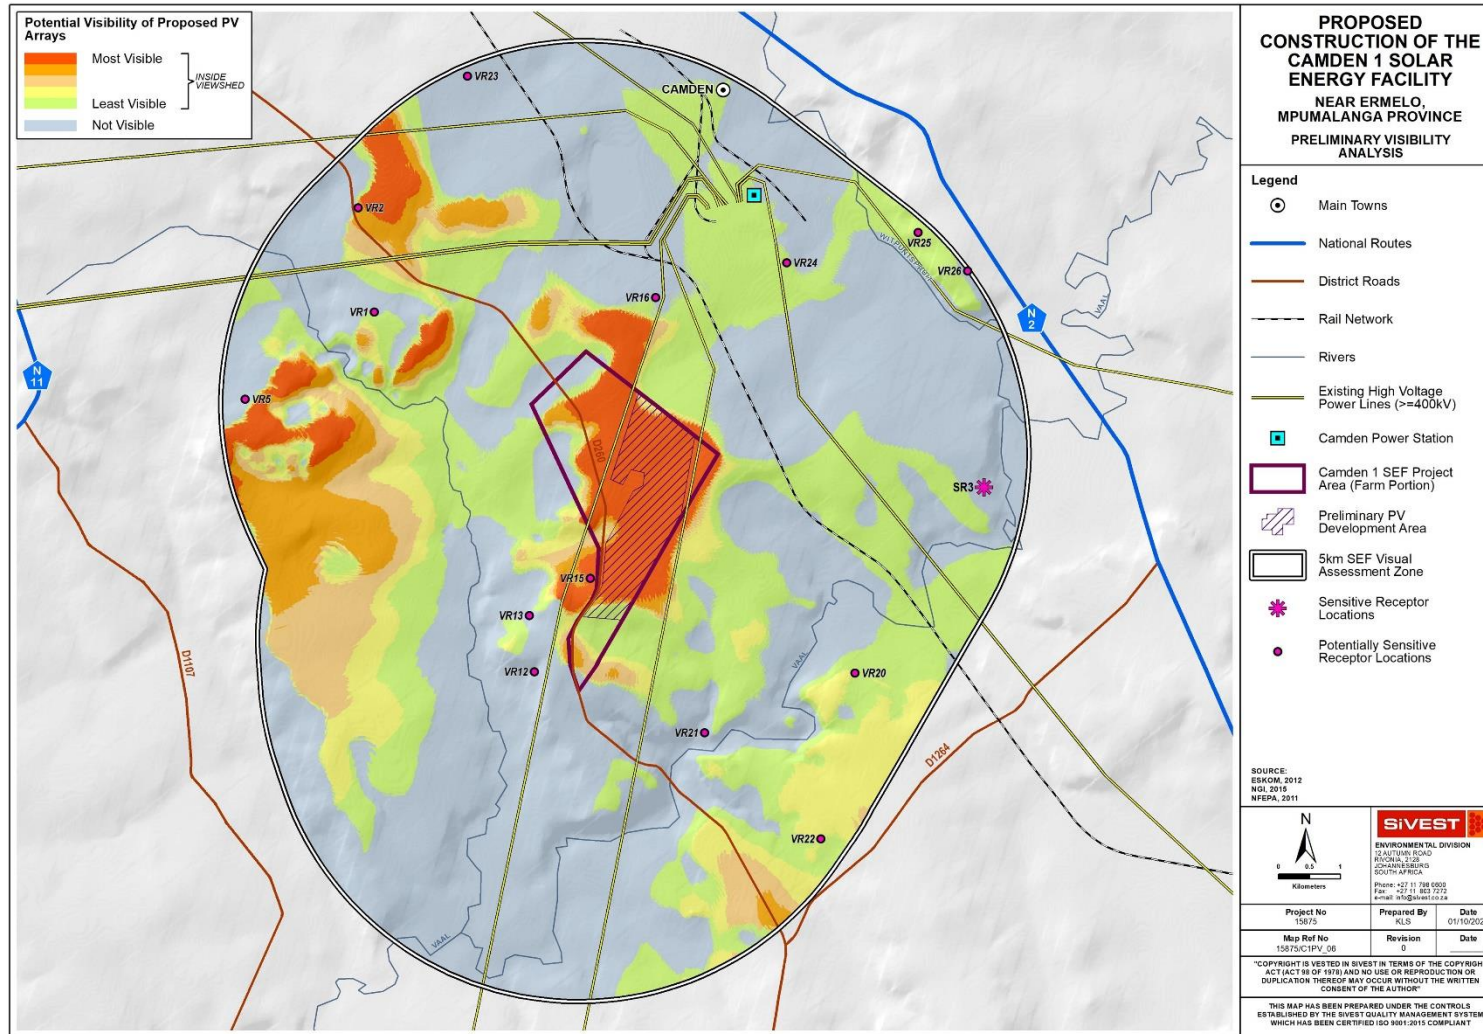 Potential Visibility of Proposed PV
Arrays
Most Visible
INSIDE
VIEWSHED
Least Visible
Not Visible
VR23
CAMDEN
VR2
VR25
WITPUNTSPRUIT
VR24
VR26
VAAL
VR16
VR1
N
2
N
11
VR5
D260
SR3
VR15
VR13
D1107
VR12
VAAL
VR20
VR21
D1264
VR22
VAAL
PROPOSED
CONSTRUCTION OF THE
CAMDEN 1 SOLAR
ENERGY FACILITY
NEAR ERMELO,
MPUMALANGA PROVINCE
PRELIMINARY VISIBILITY
ANALYSIS
Legend
Main Towns
National Routes
District Roads
Rail Network
Rivers
Existing High Voltage
Power Lines (>=400kV)
Camden Power Station
Camden 1 SEF Project
Area (Farm Portion)
Preliminary PV
Development Area
5km SEF Visual
Assessment Zone
Sensitive Receptor
Locations
Potentially Sensitive
Receptor Locations
SOURCE:
ESKOM, 2012
NGI, 2015
NFEPA, 2011
N
0 0.5 1
Kilometers
SiVEST
ENVIRONMENTAL DIVISION
12 AUTUMN ROAD
RIVONIA, 2128
JOHANNESBURG
SOUTH AFRICA
Phone: +27 11 798 0600
Fax: +27 11 803 7272
e-mail: info@sivest.co.za
Project No
15875
Prepared By
KLS
Date
01/10/202
Map Ref No
15875/C1PV_06
Revision
0
Date
"COPYRIGHT IS VESTED IN SIVEST IN TERMS OF THE COPYRIGH
ACT (ACT 98 OF 1978) AND NO USE OR REPRODUCTION OR
DUPLICATION THEREOF MAY OCCUR WITHOUT THE WRITTEN
CONSENT OF THE AUTHOR"
THIS MAP HAS BEEN PREPARED UNDER THE CONTROLS
ESTABLISHED BY THE SIVEST QUALITY MANAGEMENT SYSTEM
WHICH HAS BEEN CERTIFIED ISO 9001:2015 COMPLIANT